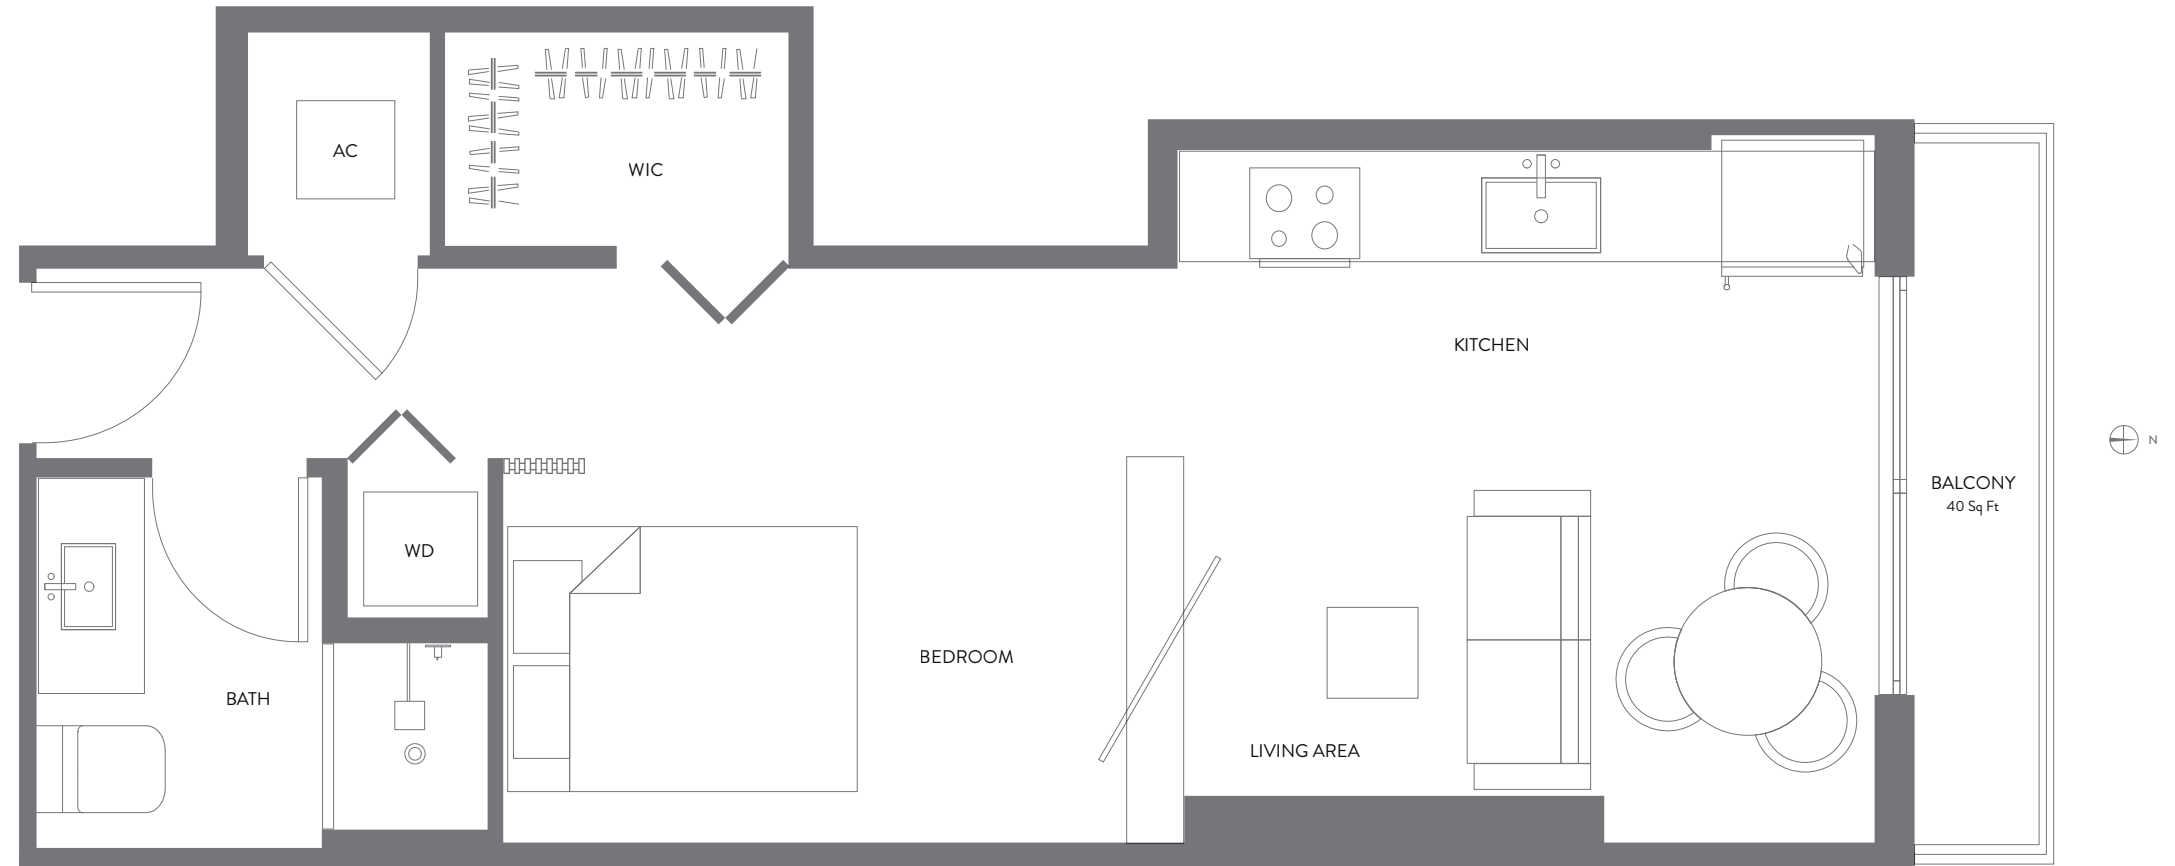 AC
WIC
KITCHEN
N
BALCONY
40 Sq Ft
WD
BEDROOM
BATH
LIVING AREA